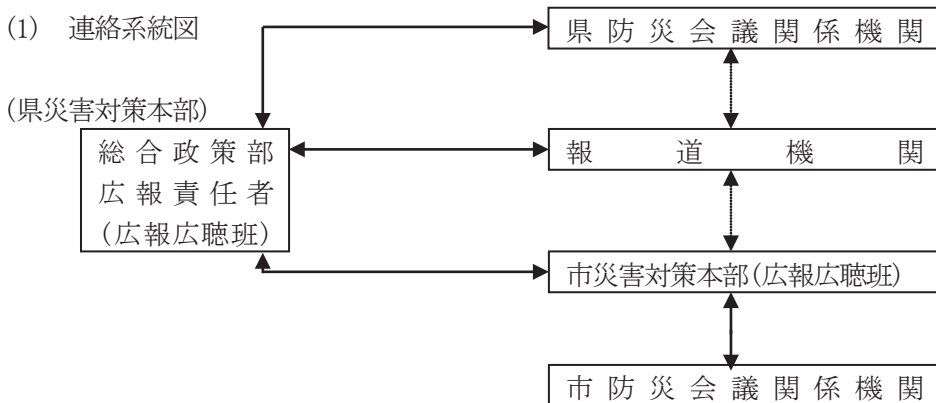 (1) 連絡系統図
県防災会議関係機関
(県災害対策本部)
総合政策部
広報責任者
(広報広聴班)
報道機関
市災害対策本部(広報広聴班)
市防災会議関係機関